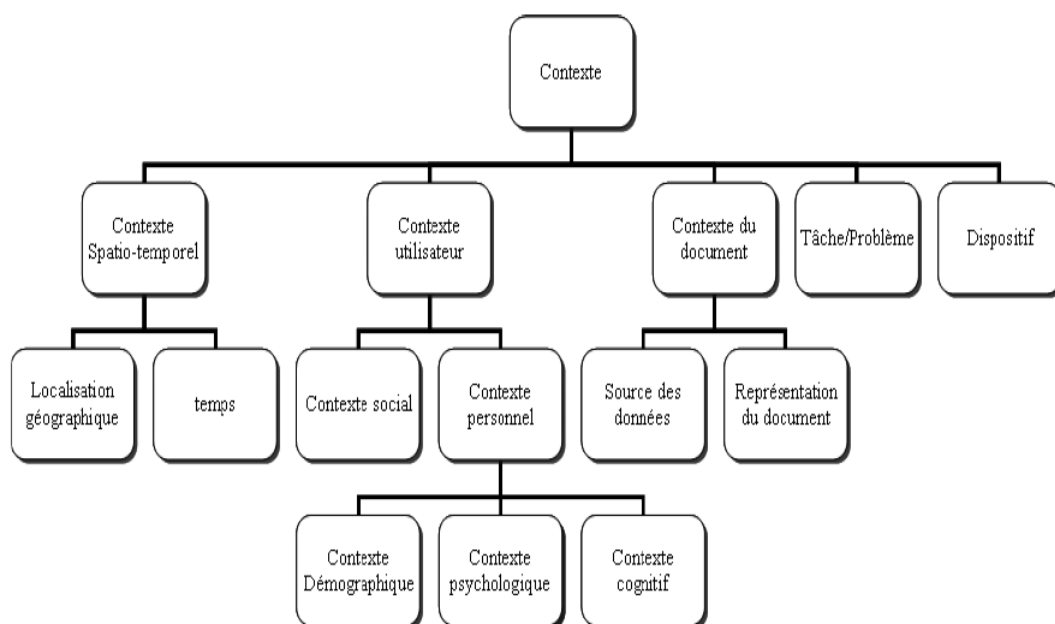 Contexte
Contexte
Spatio-temporel
Contexte
utilisateur
Contexte du
document
Tâche/Problème
Dispositif
Localisation
géographique
temps
Contexte social
Contexte
personnel
Source des
données
Représentation
du document
Contexte
Démographique
Contexte
psychologique
Contexte
cognitif